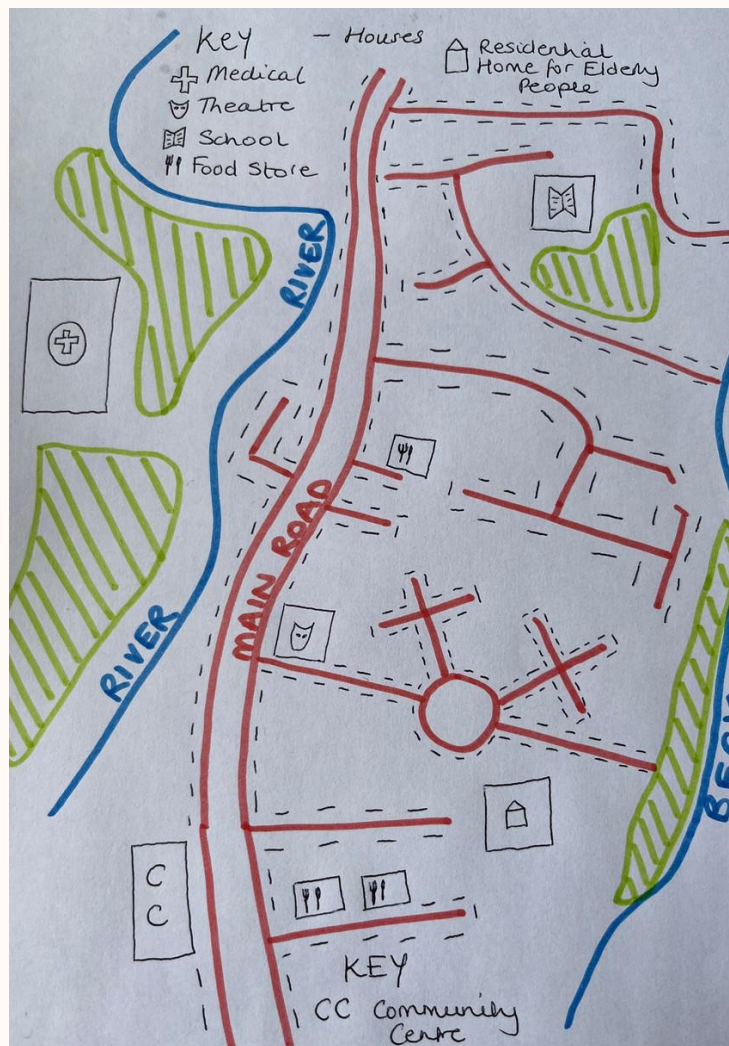 KEY
- Houses
Medical
Theatre
School
Food Store
Residential
Home for Elderly
People
RIVER
MAIN ROAD
RIVER
C
C
KEY
CC Community
Centre